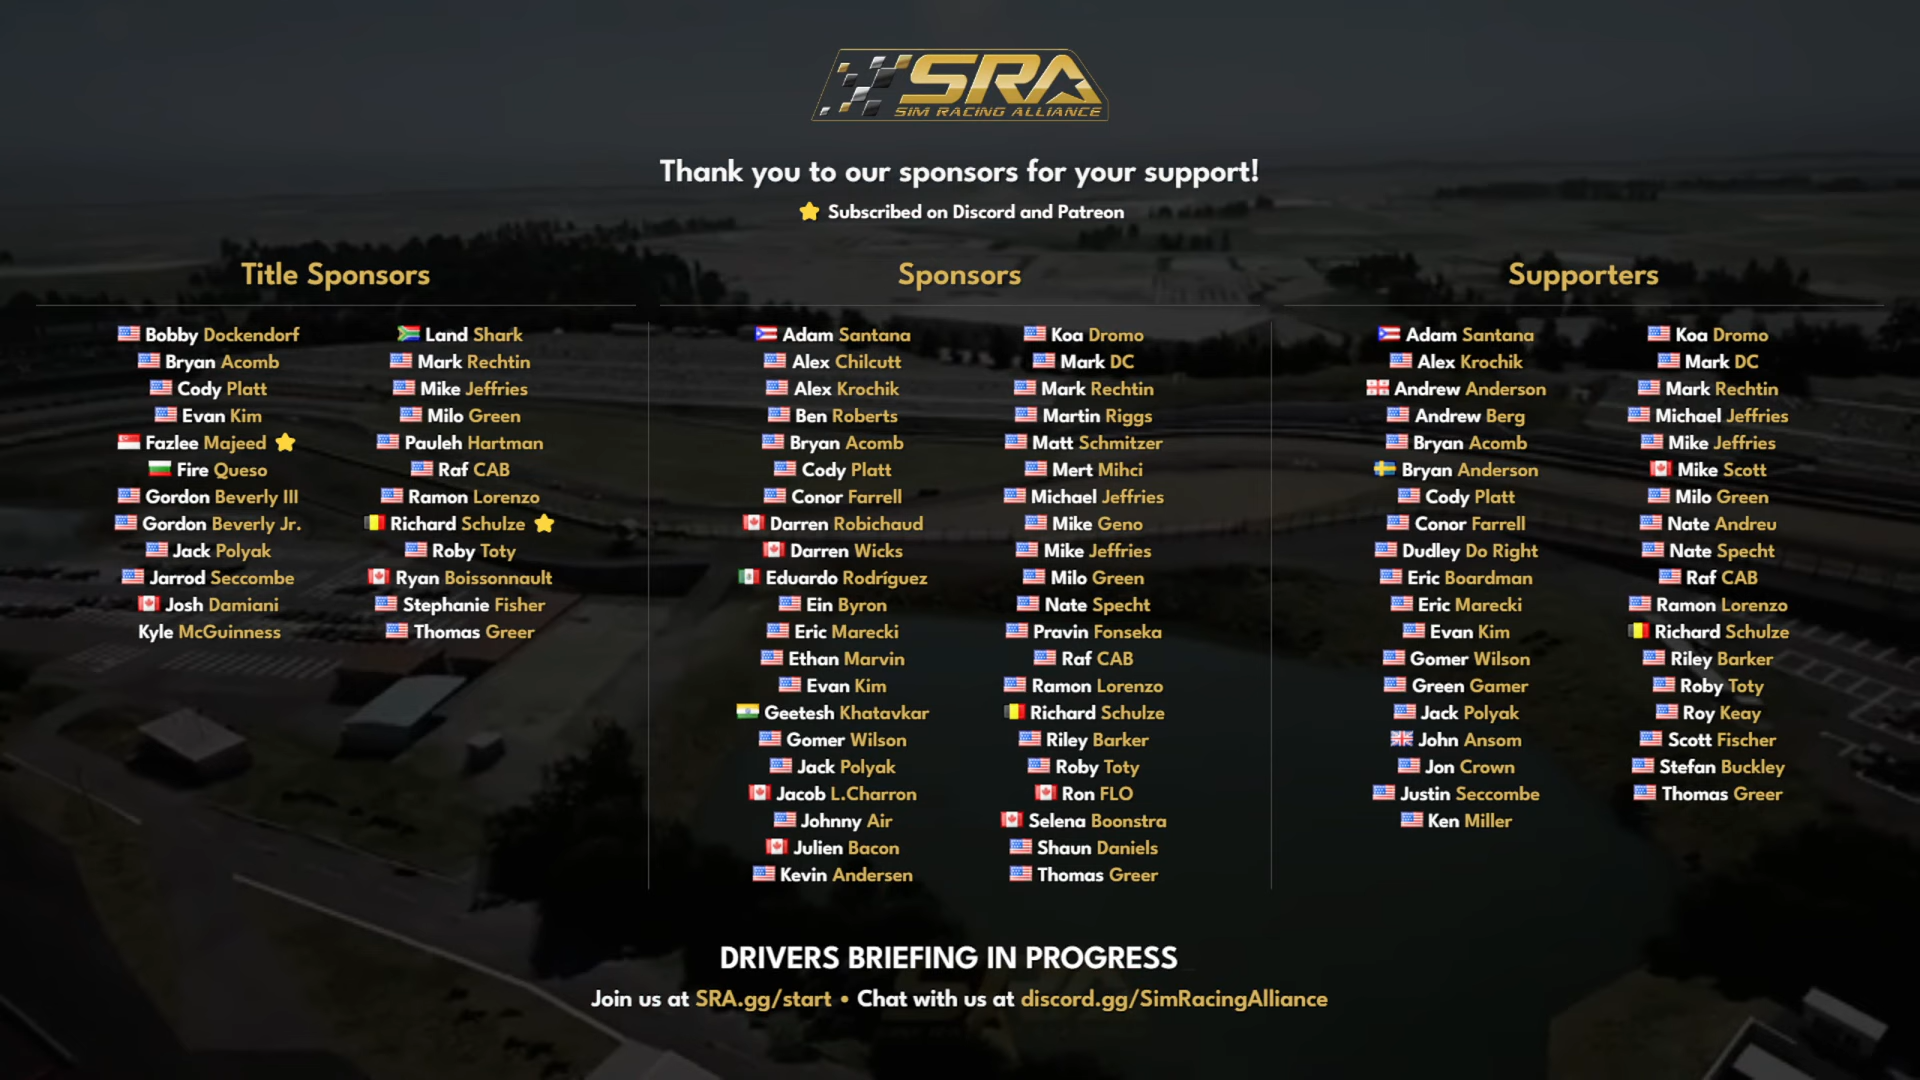 SRA
SIM RACING ALLIANCE
Thank you to our sponsors for your support!
Subscribed on Discord and Patreon
Title Sponsors
Bobby Dockendorf
Bryan Acomb
Cody Platt
Evan Kim
Fazlee Majeed
Fire Queso
Gordon Beverly III
Gordon Beverly Jr.
Jack Polyak
Jarrod Seccombe
Josh Damiani
Kyle McGuinness
Land Shark
Mark Rechtin
Mike Jeffries
Milo Green
Pauleh Hartman
Raf CAB
Ramon Lorenzo
Richard Schulze
Roby Toty
Ryan Boissonnault
Stephanie Fisher
Thomas Greer
Sponsors
Adam Santana
Alex Chilcutt
Alex Krochik
Ben Roberts
Bryan Acomb
Cody Platt
Conor Farrell
Darren Robichaud
Darren Wicks
Eduardo Rodríguez
Ein Byron
Eric Marecki
Ethan Marvin
Evan Kim
Geetesh Khatavkar
Gomer Wilson
Jack Polyak
Jacob L.Charron
Johnny Air
Julien Bacon
Kevin Andersen
Koa Dromo
Mark DC
Mark Rechtin
Martin Riggs
Matt Schmitzer
Mert Mihci
Michael Jeffries
Mike Geno
Mike Jeffries
Milo Green
Nate Specht
Pravin Fonseka
Raf CAB
Ramon Lorenzo
Richard Schulze
Riley Barker
Roby Toty
Ron FLO
Selena Boonstra
Shaun Daniels
Thomas Greer
Supporters
Adam Santana
Alex Krochik
Andrew Anderson
Andrew Berg
Bryan Acomb
Bryan Anderson
Cody Platt
Conor Farrell
Dudley Do Right
Eric Boardman
Eric Marecki
Evan Kim
Gomer Wilson
Green Gamer
Jack Polyak
John Ansom
Jon Crown
Justin Seccombe
Ken Miller
Koa Dromo
Mark DC
Mark Rechtin
Michael Jeffries
Mike Jeffries
Mike Scott
Milo Green
Nate Andreu
Nate Specht
Raf CAB
Ramon Lorenzo
Richard Schulze
Riley Barker
Roby Toty
Roy Keay
Scott Fischer
Stefan Buckley
Thomas Greer
DRIVERS BRIEFING IN PROGRESS
Join us at SRA.gg/start • Chat with us at discord.gg/SimRacingAlliance